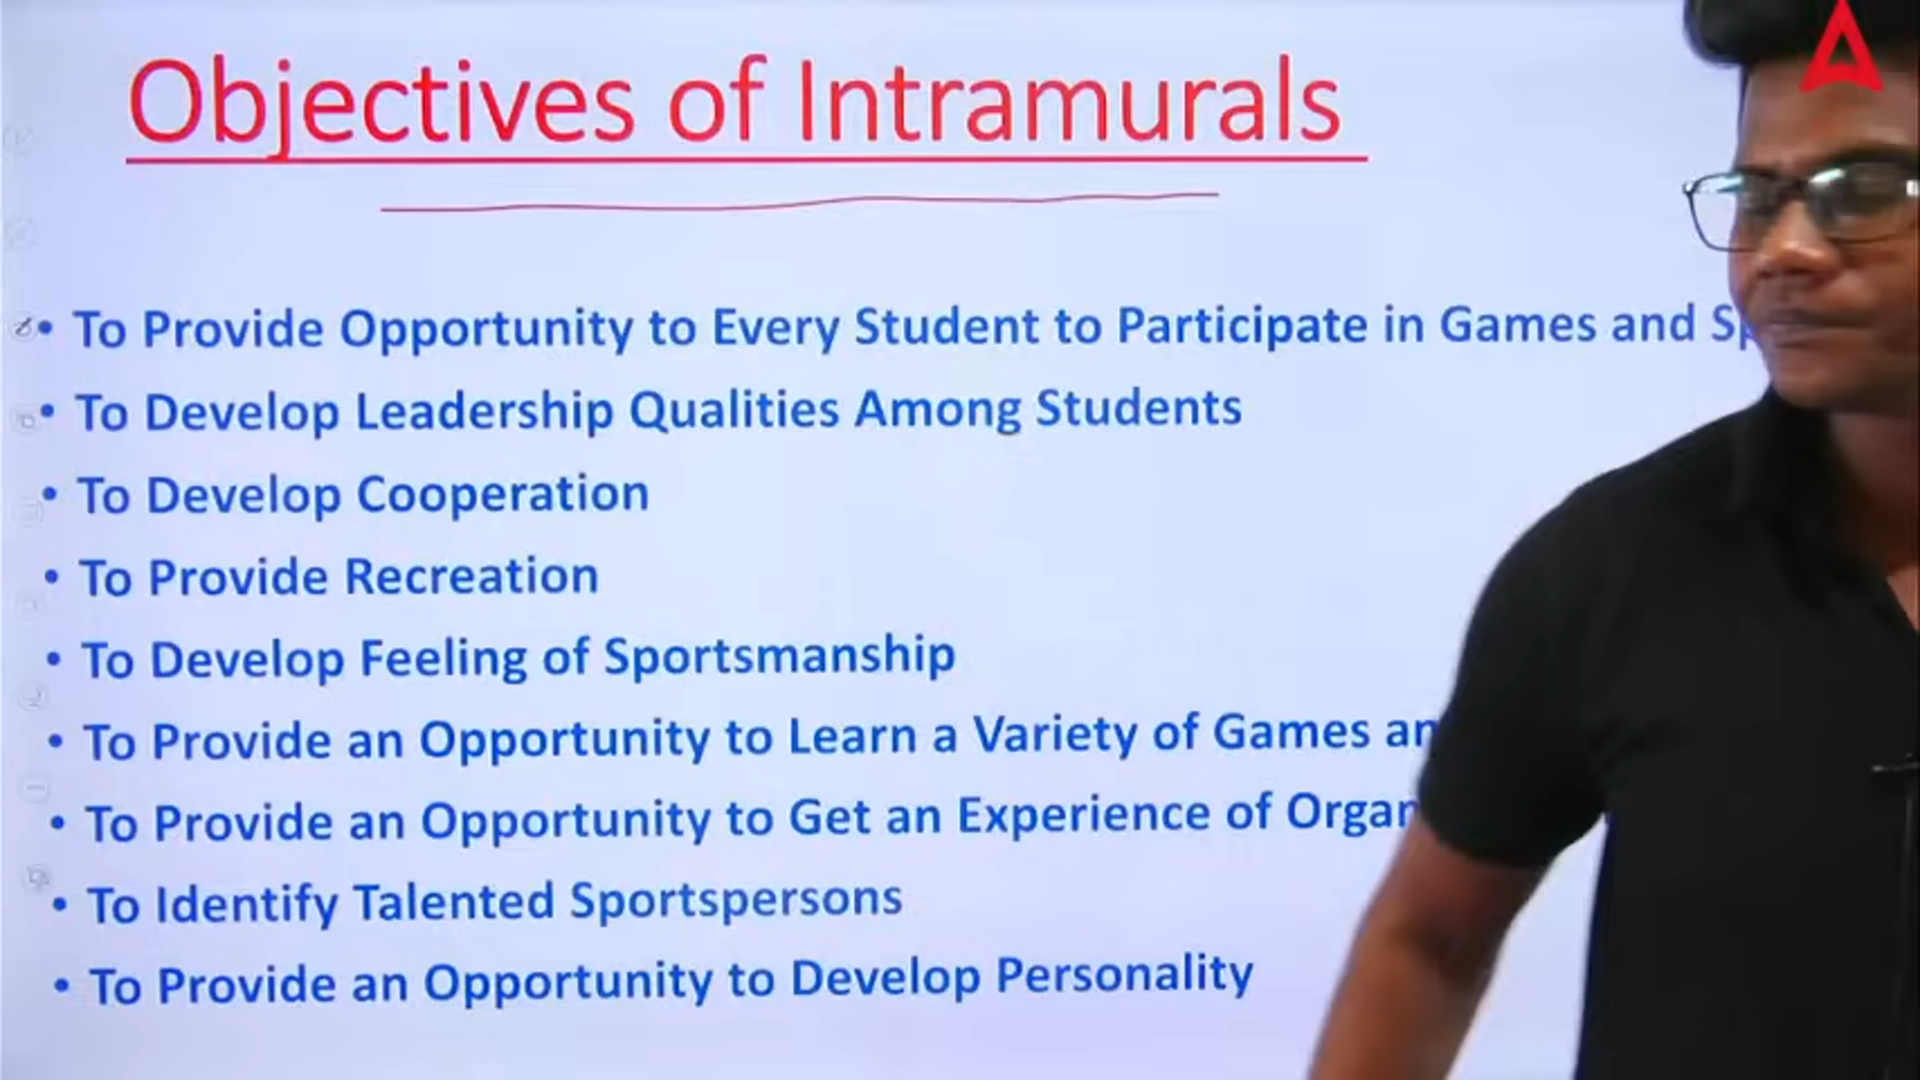 Objectives of Intramurals
• To Provide Opportunity to Every Student to Participate in Games and
• To Develop Leadership Qualities Among Students
• To Develop Cooperation
• To Provide Recreation
• To Develop Feeling of Sportsmanship
• To Provide an Opportunity to Learn a Variety of Games
• To Provide an Opportunity to Get an Experience of
• To Identify Talented Sportspersons
• To Provide an Opportunity to Develop Personality